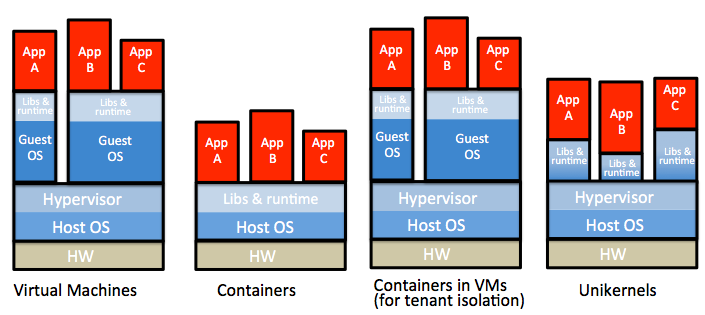 App
A
App
B
App
C
Libs &
runtime
Libs &
runtime
Guest
OS
Guest
OS
Hypervisor
Host OS
HW
Virtual Machines
App
A
App
B
App
C
Libs & runtime
Host OS
HW
Containers
App
A
App
B
App
C
Libs &
runtime
Libs &
runtime
Guest
OS
Guest
OS
Hypervisor
Host OS
HW
Containers in VMs
(for tenant isolation)
App
A
App
B
App
C
Libs &
runtime
Libs &
runtime
Libs &
runtime
Hypervisor
Host OS
HW
Unikernels